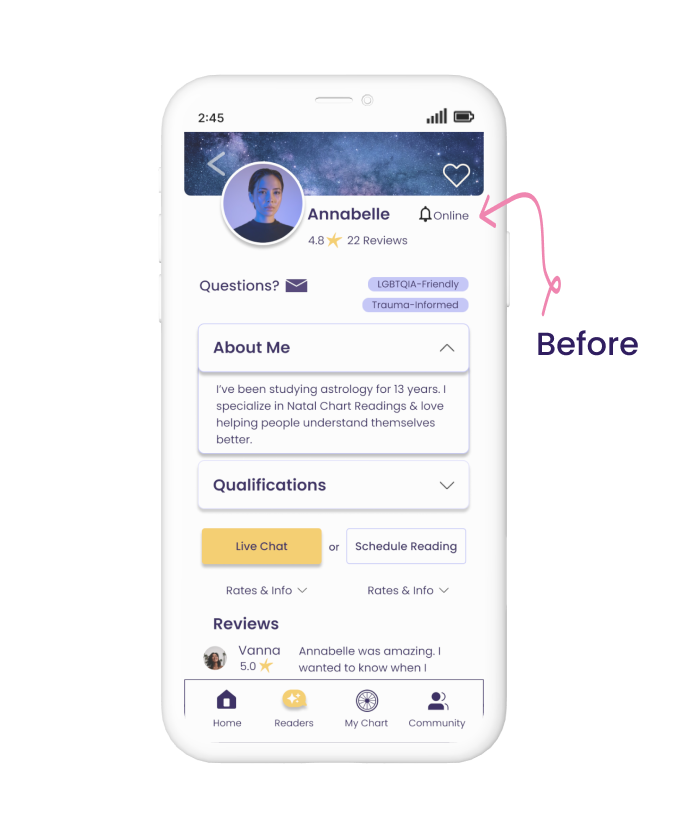 2:45
Annabelle
Online
4.8 22 Reviews
Questions?
LGBTQIA-Friendly
Trauma-Informed
Before
About Me
I've been studying astrology for 13 years. I
specialize in Natal Chart Readings & love
helping people understand themselves
better.
Qualifications
Live Chat or Schedule Reading
Rates & Info Rates & Info
Reviews
Vanna
5.0
Annabelle was amazing. I
wanted to know when I
Home Readers My Chart Community